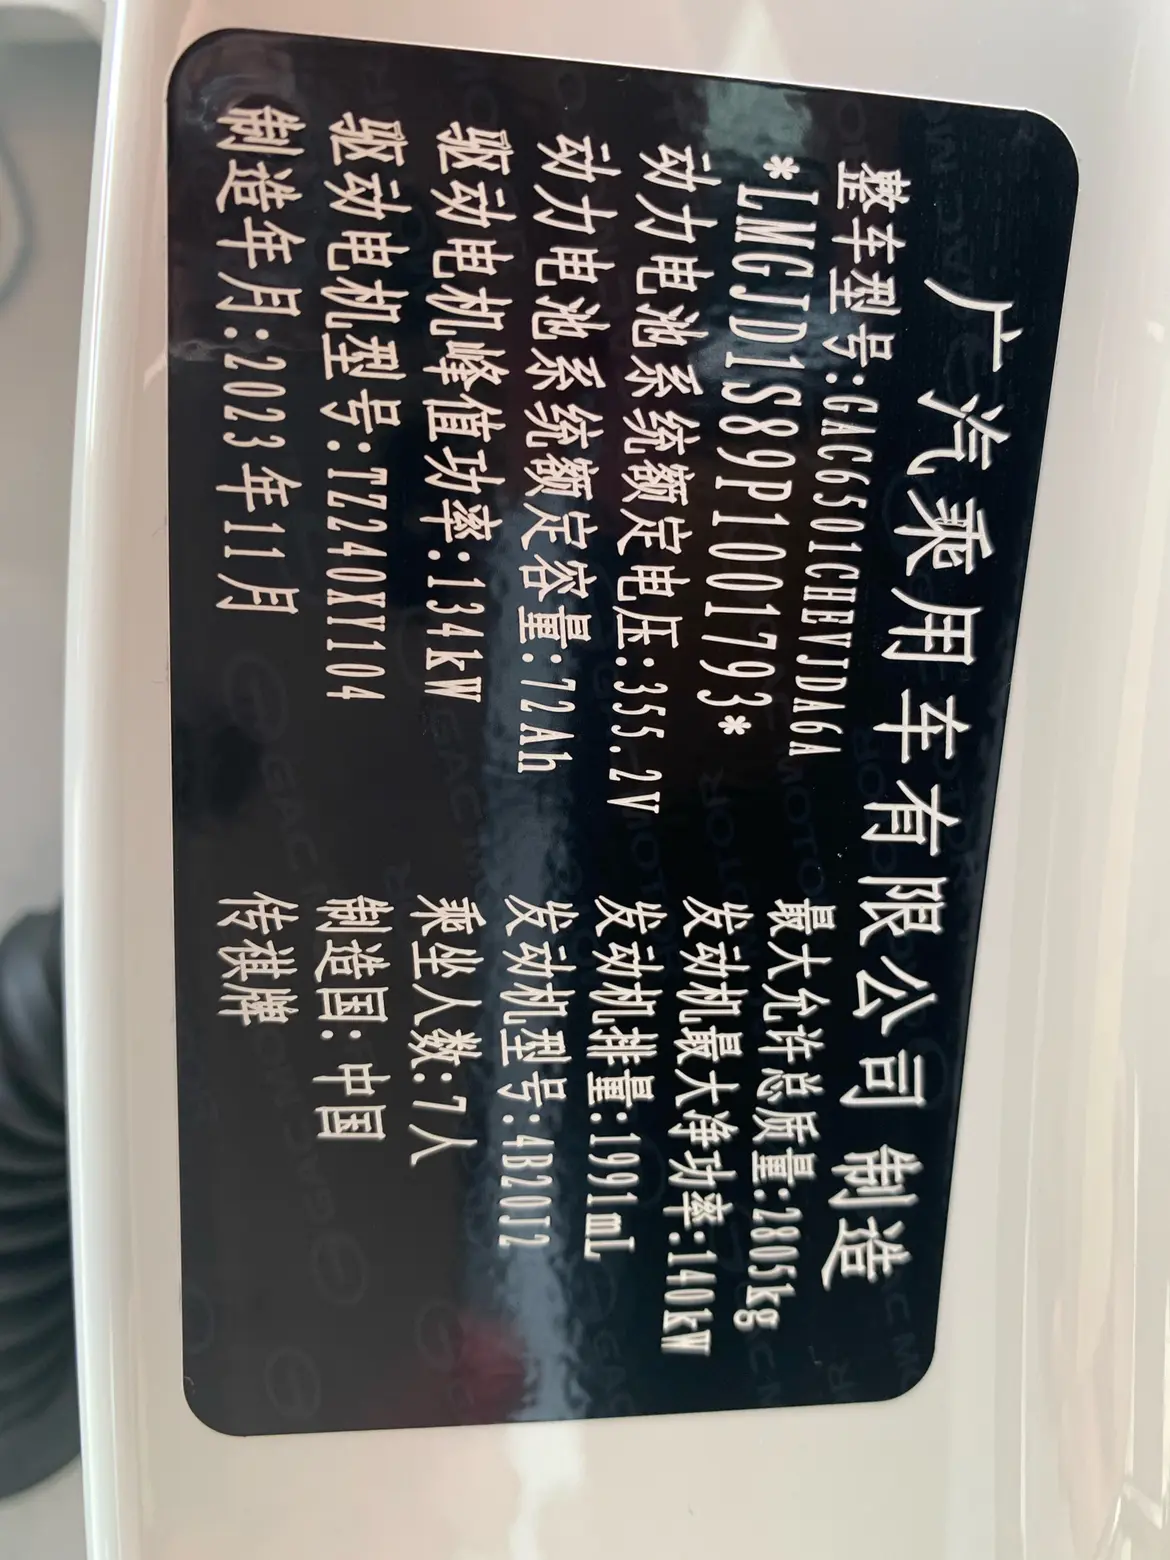 广汽乘用车有限公司 制造
整车型号:GAC6501CHEVJDA6A
*LMGJD1S89P1001793*
动力电池系统额定电压:355.2V
动力电池系统额定容量:72Ah
驱动电机峰值功率:134kW
驱动电机型号:TZ240XY104
制造年月:2023年11月
最大允许总质量:2805kg
发动机最大净功率:140kW
发动机排量:1991mL
发动机型号:4B20J2
乘坐人数:7人
制造国:中国
传祺牌